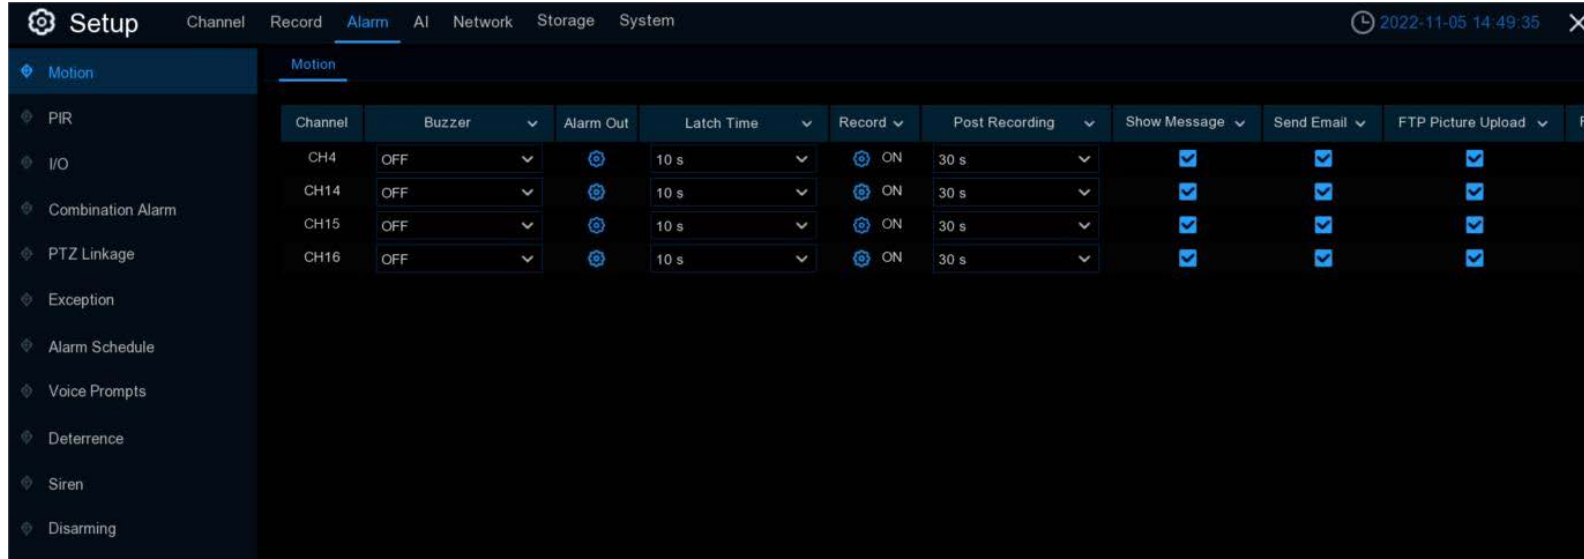 Setup Channel Record Alarm AI Network Storage System 2022-11-05 14:49:35
Motion
Motion
PIR
Channel Buzzer Alarm Out Latch Time Record Post Recording Show Message Send Email FTP Picture Upload
CH4 OFF 10 s ON 30 s
I/O
CH14 OFF 10 s ON 30 s
Combination Alarm
CH15 OFF 10 s ON 30 s
PTZ Linkage
CH16 OFF 10 s ON 30 s
Exception
Alarm Schedule
Voice Prompts
Deterrence
Siren
Disarming